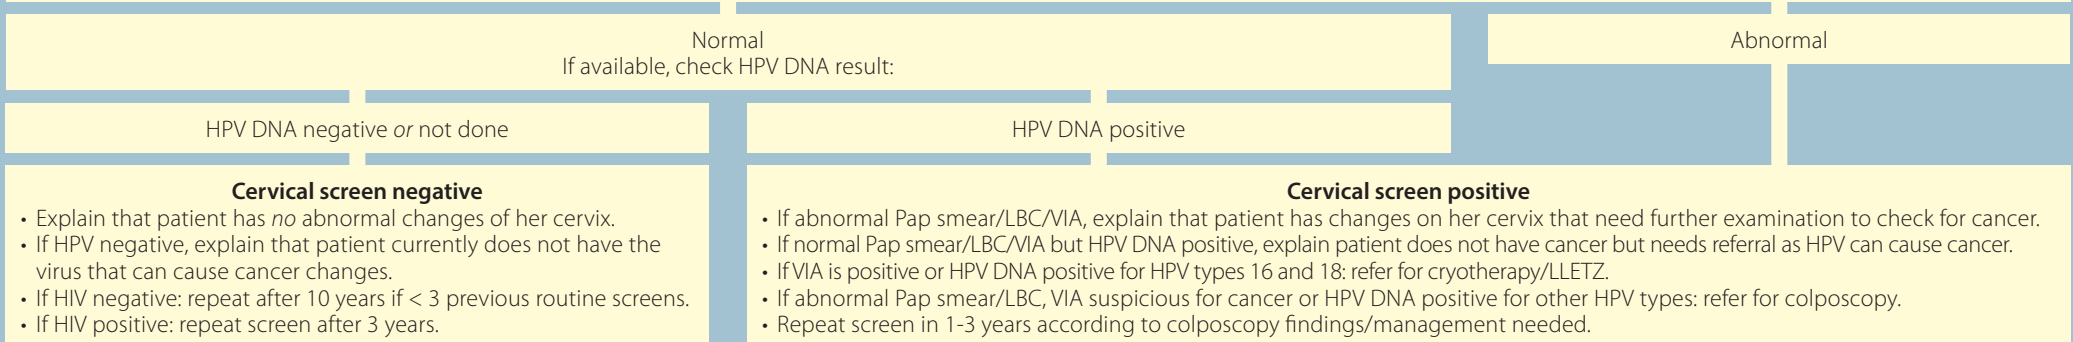 Normal
If available, check HPV DNA result:
Abnormal
HPV DNA negative or not done
HPV DNA positive
Cervical screen negative
• Explain that patient has no abnormal changes of her cervix.
• If HPV negative, explain that patient currently does not have the
virus that can cause cancer changes.
• If HIV negative: repeat after 10 years if < 3 previous routine screens.
• If HIV positive: repeat screen after 3 years.
Cervical screen positive
• If abnormal Pap smear/LBC/VIA, explain that patient has changes on her cervix that need further examination to check for cancer.
• If normal Pap smear/LBC/VIA but HPV DNA positive, explain patient does not have cancer but needs referral as HPV can cause cancer.
• If VIA is positive or HPV DNA positive for HPV types 16 and 18: refer for cryotherapy/LLETZ.
• If abnormal Pap smear/LBC, VIA suspicious for cancer or HPV DNA positive for other HPV types: refer for colposcopy.
• Repeat screen in 1-3 years according to colposcopy findings/management needed.